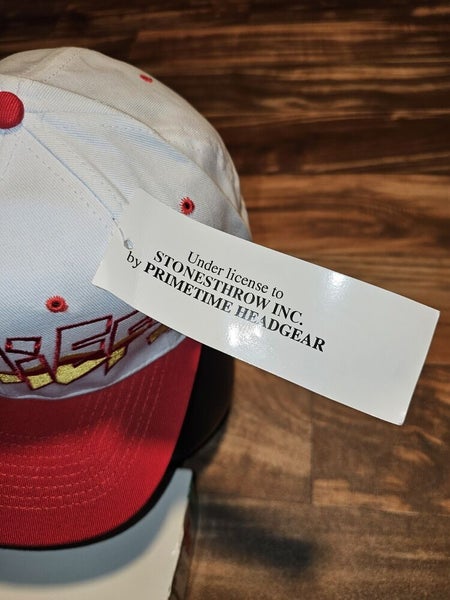 Under license to
STONESTHROW INC.
by PRIMETIME HEADGEAR